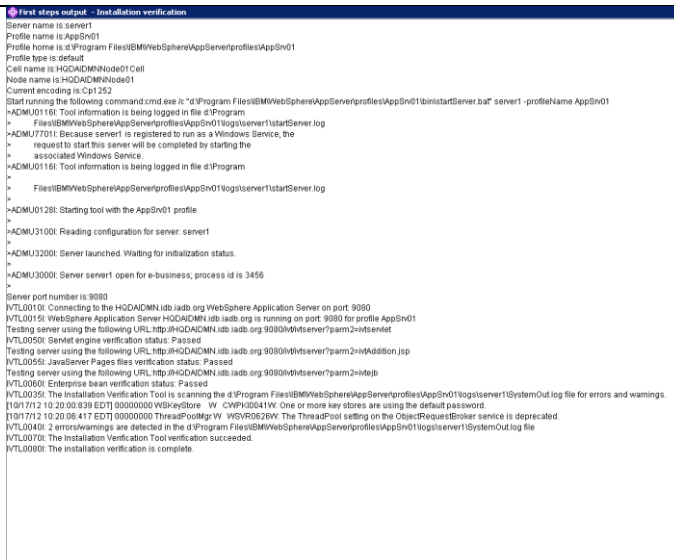 First steps output - Installation verification
Server name is:server1
Profile name is:AppSrv01
Profile home is:d:\Program Files\IBM\WebSphere\AppServer\profiles\AppSrv01
Profile type is:default
Cell name is:HQDAIDMNNode01Cell
Node name is:HQDAIDMNNode01
Current encoding is:Cp1252
Start running the following command:cmd.exe /c "d:\Program Files\IBM\WebSphere\AppServer\profiles\AppSrv01\bin\startServer.bat" server1 -profileName AppSrv01
>ADMU0116I: Tool information is being logged in file d:\Program
> Files\IBM\WebSphere\AppServer\profiles\AppSrv01\logs\server1\startServer.log
>ADMU7701I: Because server1 is registered to run as a Windows Service, the
> request to start this server will be completed by starting the
> associated Windows Service.
>ADMU0116I: Tool information is being logged in file d:\Program
>
> Files\IBM\WebSphere\AppServer\profiles\AppSrv01\logs\server1\startServer.log
>
>ADMU0128I: Starting tool with the AppSrv01 profile
>
>ADMU3100I: Reading configuration for server: server1
>
>ADMU3200I: Server launched. Waiting for initialization status.
>
>ADMU3000I: Server server1 open for e-business; process id is 3456
>
Server port number is:9080
IVTL0010I: Connecting to the HQDAIDMN.idb.iadb.org WebSphere Application Server on port: 9080
IVTL0015I: WebSphere Application Server HQDAIDMN.idb.iadb.org is running on port: 9080 for profile AppSrv01
Testing server using the following URL:http://HQDAIDMN.idb.iadb.org:9080/ivt/ivtserver?parm2=ivtservlet
IVTL0050I: Servlet engine verification status: Passed
Testing server using the following URL:http://HQDAIDMN.idb.iadb.org:9080/ivt/ivtserver?parm2=ivtAddition.jsp
IVTL0055I: JavaServer Pages files verification status: Passed
Testing server using the following URL:http://HQDAIDMN.idb.iadb.org:9080/ivt/ivtserver?parm2=ivtejb
IVTL0060I: Enterprise bean verification status: Passed
IVTL0035I: The Installation Verification Tool is scanning the d:\Program Files\IBM\WebSphere\AppServer\profiles\AppSrv01\logs\server1\SystemOut.log file for errors and warnings.
[10/17/12 10:20:00:839 EDT] 00000000 WSKeyStore W CWPKI0041W: One or more key stores are using the default password.
[10/17/12 10:20:06:417 EDT] 00000000 ThreadPoolMgr W WSVR0626W: The ThreadPool setting on the ObjectRequestBroker service is deprecated.
IVTL0040I: 2 errors/warnings are detected in the d:\Program Files\IBM\WebSphere\AppServer\profiles\AppSrv01\logs\server1\SystemOut.log file
IVTL0070I: The Installation Verification Tool verification succeeded.
IVTL0080I: The installation verification is complete.